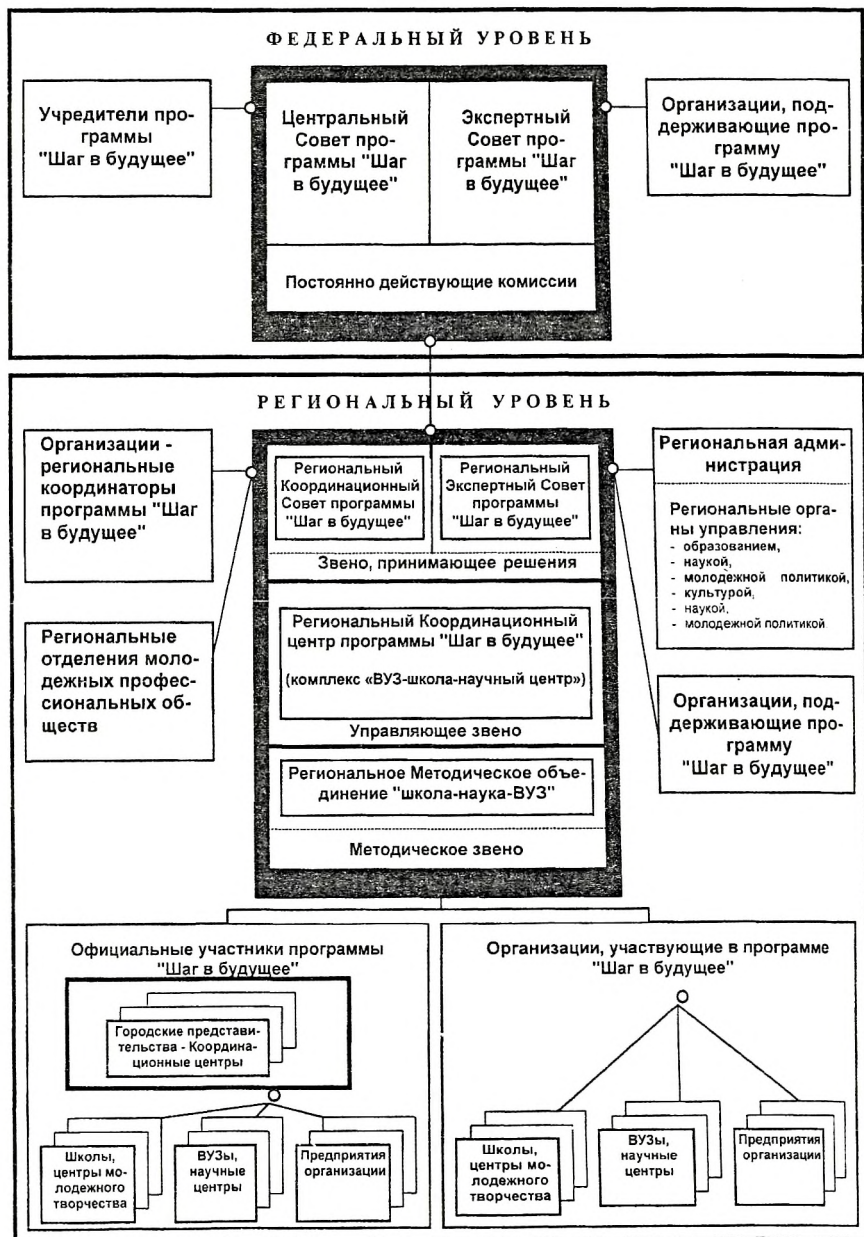 ФЕДЕРАЛЬНЫЙ УРОВЕНЬ
Учредители про-
граммы
"Шаг в будущее"
Центральный
Совет про-
граммы "Шаг
в будущее"
Экспертный
Совет про-
граммы "Шаг
в будущее"
Организации, под-
держивающие про-
грамму
"Шаг в будущее"
Постоянно действующие комиссии
РЕГИОНАЛЬНЫЙ УРОВЕНЬ
Организации -
региональные
координаторы
программы "Шаг
в будущее"
Региональный
Координационный
Совет программы
"Шаг в будущее"
Региональный
Экспертный Совет
программы
"Шаг в будущее"
Звено, принимающее решения
Региональная адми-
нистрация
Региональные орга-
ны управления:
- образованием,
- наукой,
- молодежной политикой,
- культурой,
- наукой,
- молодежной политикой
Региональные
отделения моло-
дежных профес-
сиональных об-
ществ
Региональный Координационный
центр программы "Шаг в будущее"
(комплекс «ВУЗ-школа-научный центр»)
Управляющее звено
Организации, под-
держивающие про-
грамму
"Шаг в будущее"
Региональное Методическое объе-
динение "школа-наука-ВУЗ"
Методическое звено
Официальные участники программы
"Шаг в будущее"
Городские представи-
тельства - Координа-
ционные центры
Школы,
центры мо-
лодежного
творчества
ВУЗы,
научные
центры
Предприятия
организации
Организации, участвующие в программе
"Шаг в будущее"
Школы,
центры мо-
лодежного
творчества
ВУЗы,
научные
центры
Предприятия
организации